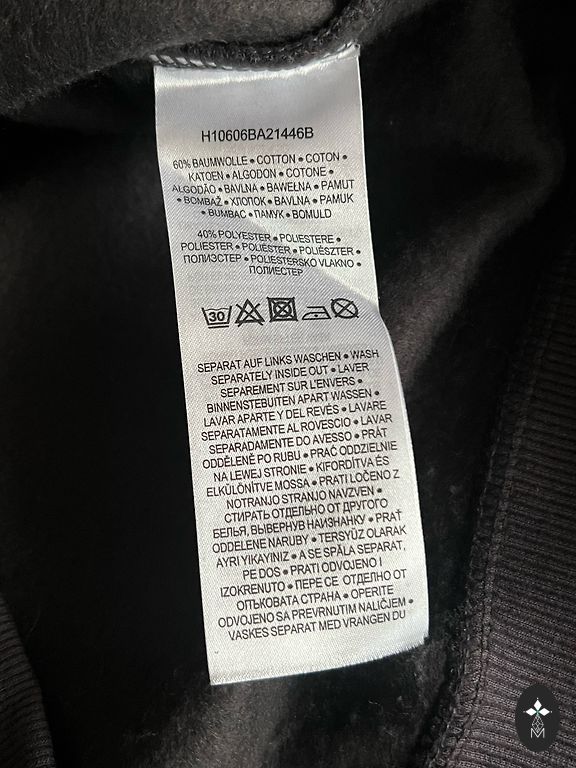 H10606BA21446B
60% BAUMWOLLE • COTTON • COTON •
KATOEN • ALGODON • COTONE •
ALGODÃO • BAVLNA • BAWEŁNA • PAMUT
• BOMBAŽ • ХЛОПОК • BAVLNA • PAMUK
• BUMBAC • ПАМУК • BOMULD
40% POLYESTER • POLIESTERE •
POLIESTER • POLIÉSTER • POLIÉSZTER •
ПОЛИЭСТЕР • POLIESTERSKO VLAKNO •
ПОЛИЕСТЕР
30
SEPARAT AUF LINKS WASCHEN • WASH
SEPARATELY INSIDE OUT • LAVER
SÉPAREMENT SUR L'ENVERS •
BINNENSTEBUITEN APART WASSEN •
LAVAR APARTE Y DEL REVÉS • LAVARE
SEPARATAMENTE AL ROVESCIO • LAVAR
SEPARADAMENTE DO AVESSO • PRÁT
ODDĚLENĚ PO RUBU • PRAĆ ODDZIELNIE
NA LEWEJ STRONIE • KIFORDÍTVA ÉS
ELKÜLÖNÍTVE MOSSA • PRATI LOČENO Z
NOTRANJO STRANJO NAVZVEN •
СТИРАТЬ ОТДЕЛЬНО ОТ ДРУГОГО
БЕЛЬЯ, ВЫВЕРНУВ НАИЗНАНКУ • PRAŤ
ODDELENE NARUBY • TERSYÜZ OLARAK
AYRI YIKAYINIZ • A SE SPĂLA SEPARAT,
PE DOS • PRATI ODVOJENO I
IZOKRENUTO • ПЕРЕ СЕ ОТДЕЛНО ОТ
ОПЪКОВАТА СТРАНА • OPERITE
ODVOJENO SA PREVRNUTIM NALIČJEM •
VASKES SEPARAT MED VRANGEN DU
M